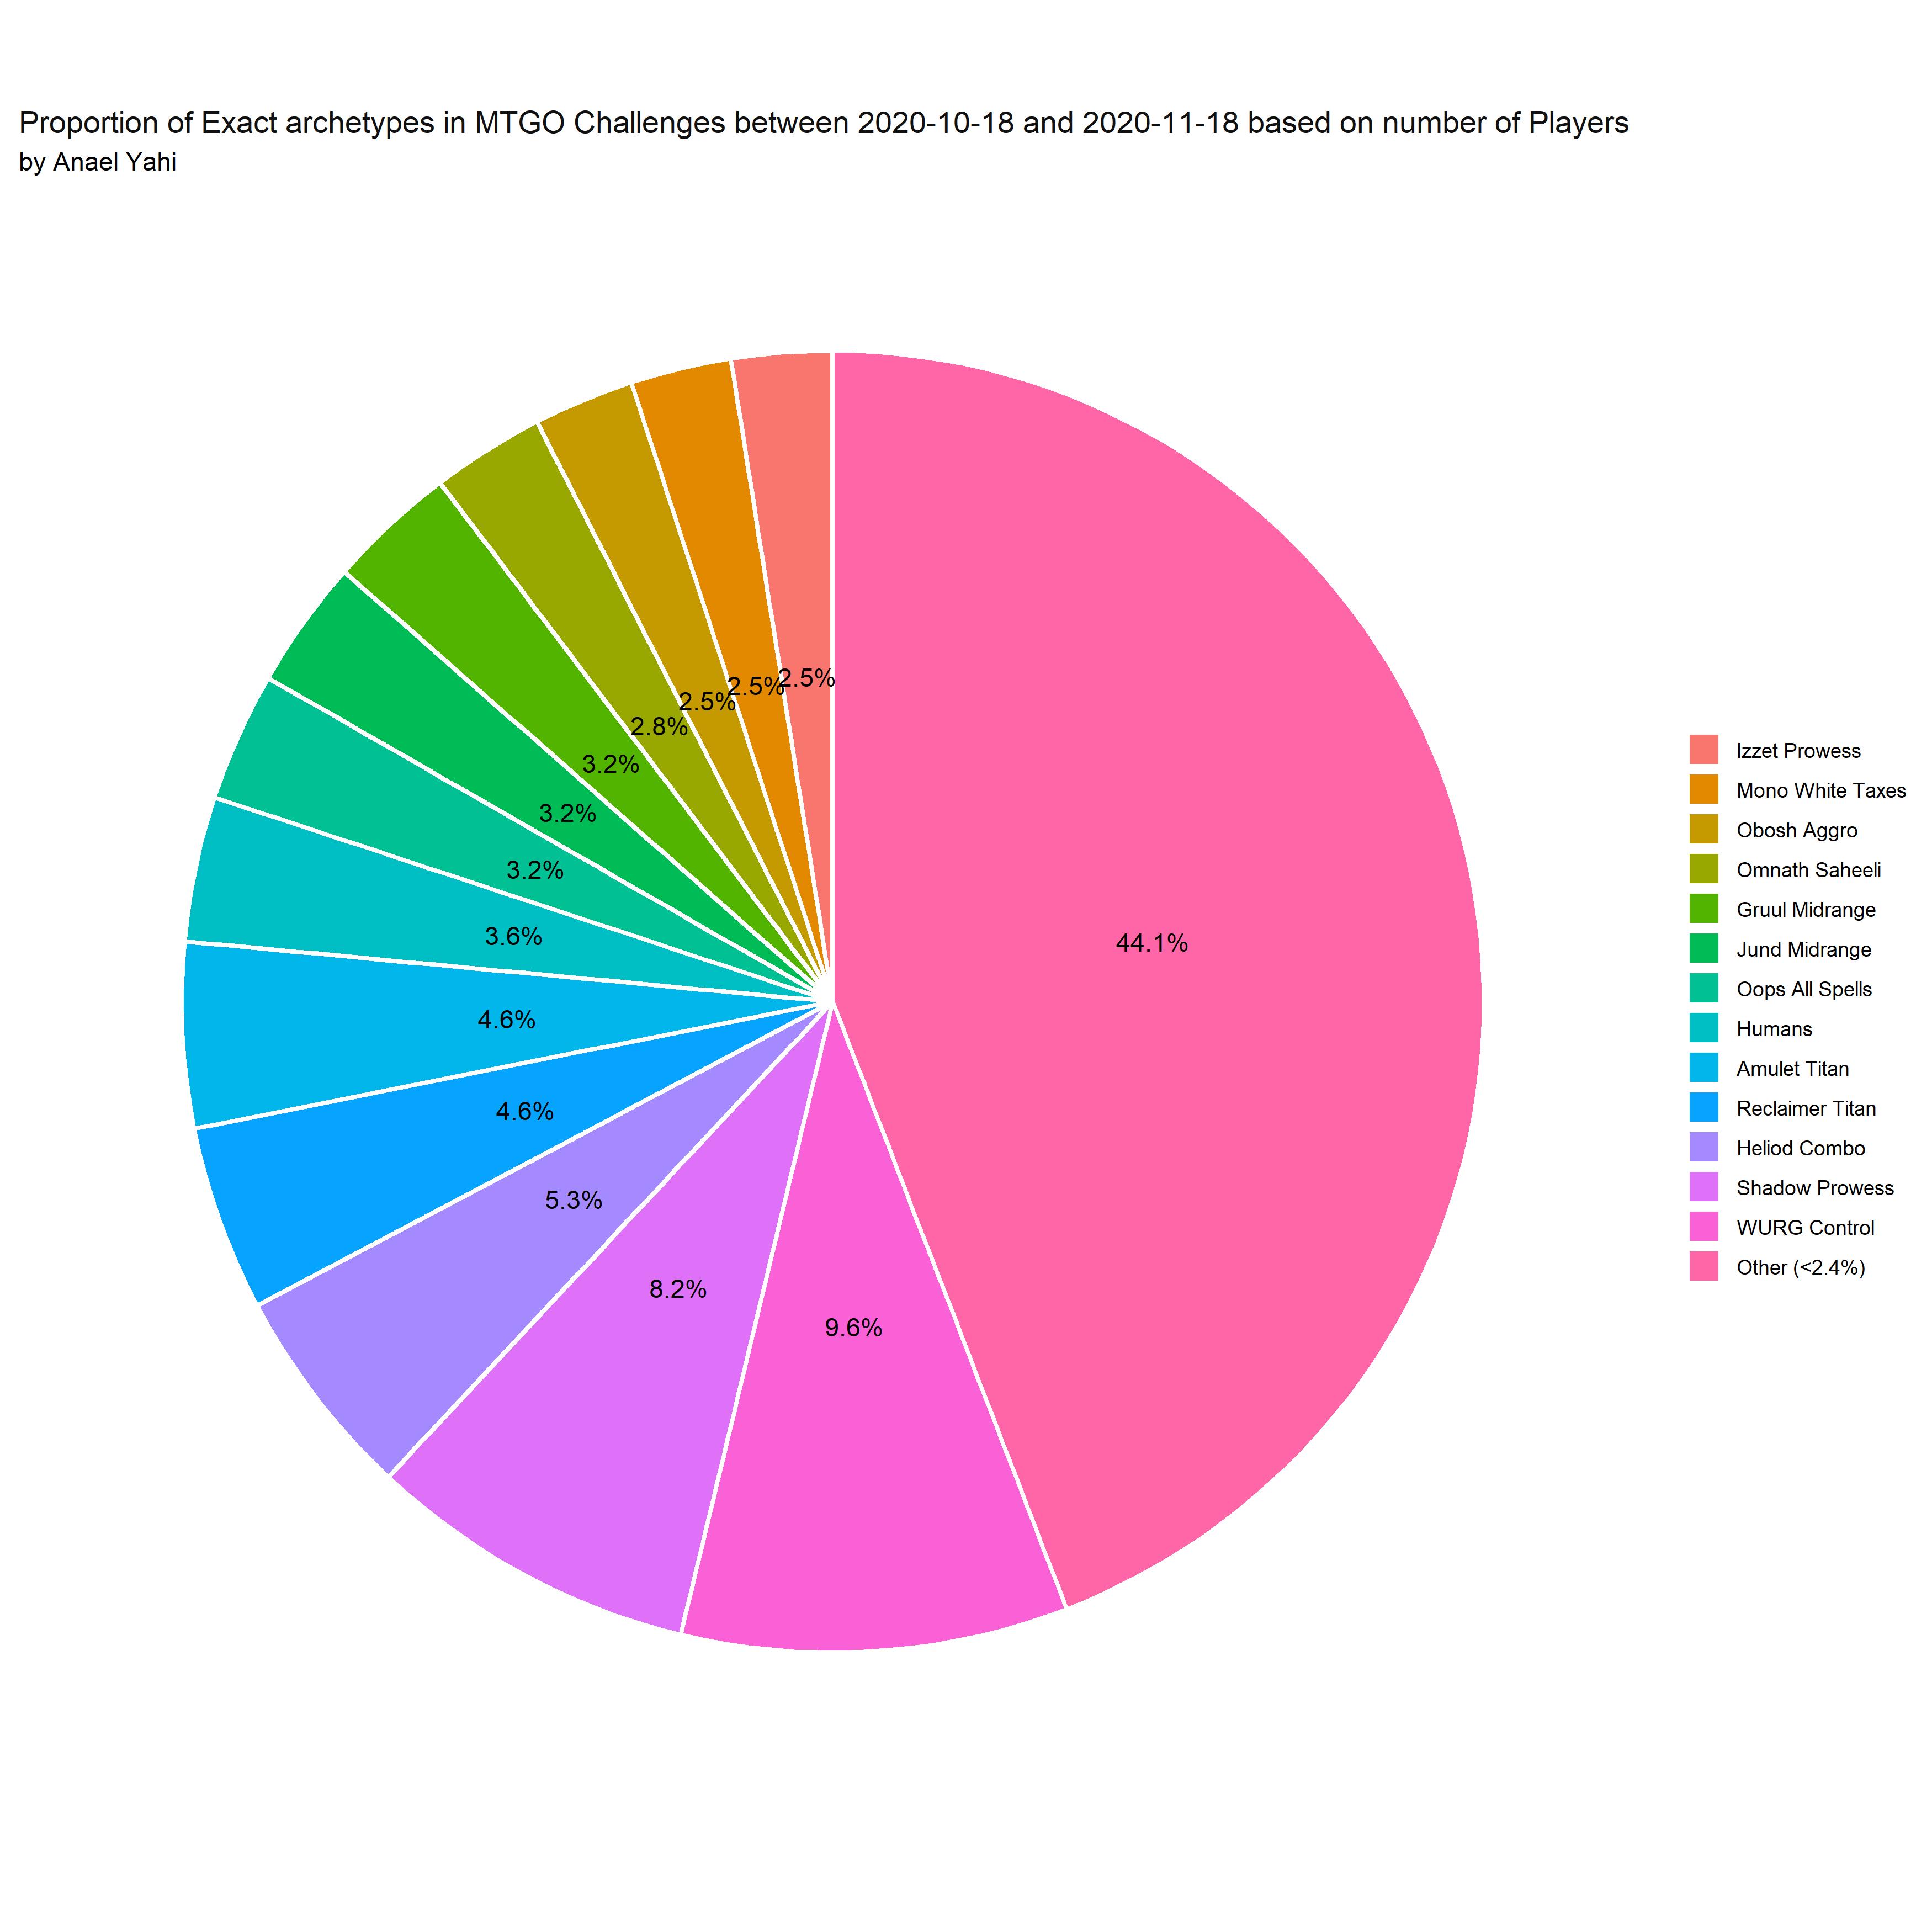 Proportion of Exact archetypes in MTGO Challenges between 2020-10-18 and 2020-11-18 based on number of Players
by Anael Yahi
2.5%
2.5%
2.5%
2.8%
3.2%
3.2%
3.2%
3.6%
4.6%
4.6%
5.3%
8.2%
9.6%
44.1%
Izzet Prowess
Mono White Taxes
Obosh Aggro
Omnath Saheeli
Gruul Midrange
Jund Midrange
Oops All Spells
Humans
Amulet Titan
Reclaimer Titan
Heliod Combo
Shadow Prowess
WURG Control
Other (<2.4%)